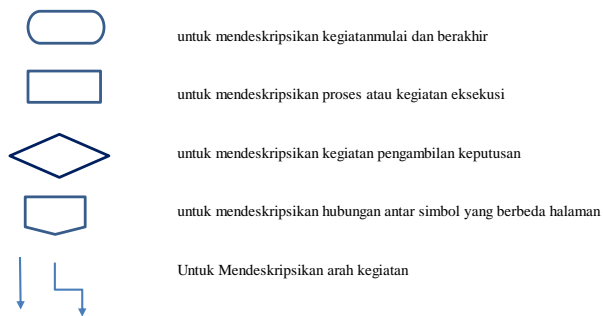 untuk mendeskripsikan kegiatanmulai dan berakhir
untuk mendeskripsikan proses atau kegiatan eksekusi
untuk mendeskripsikan kegiatan pengambilan keputusan
untuk mendeskripsikan hubungan antar simbol yang berbeda halaman
Untuk Mendeskripsikan arah kegiatan